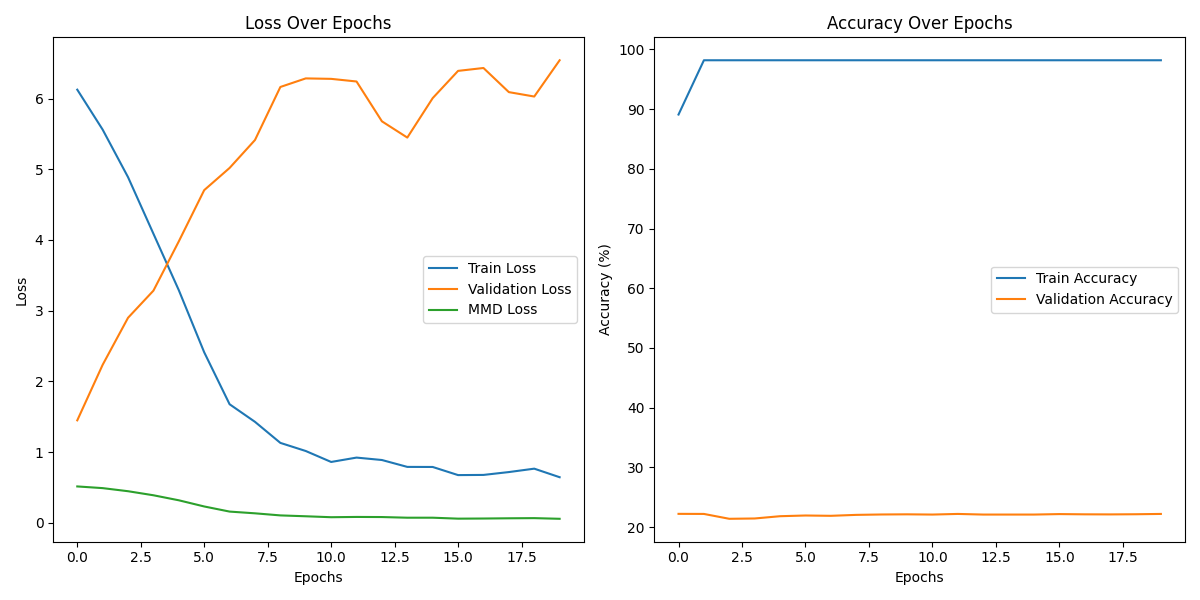 Loss Over Epochs
6
5
4
3
2
1
0
Loss
Train Loss
Validation Loss
MMD Loss
0.0 2.5 5.0 7.5 10.0 12.5 15.0 17.5
Epochs
Accuracy Over Epochs
100
90
80
70
60
50
40
30
20
Accuracy (%)
Train Accuracy
Validation Accuracy
0.0 2.5 5.0 7.5 10.0 12.5 15.0 17.5
Epochs